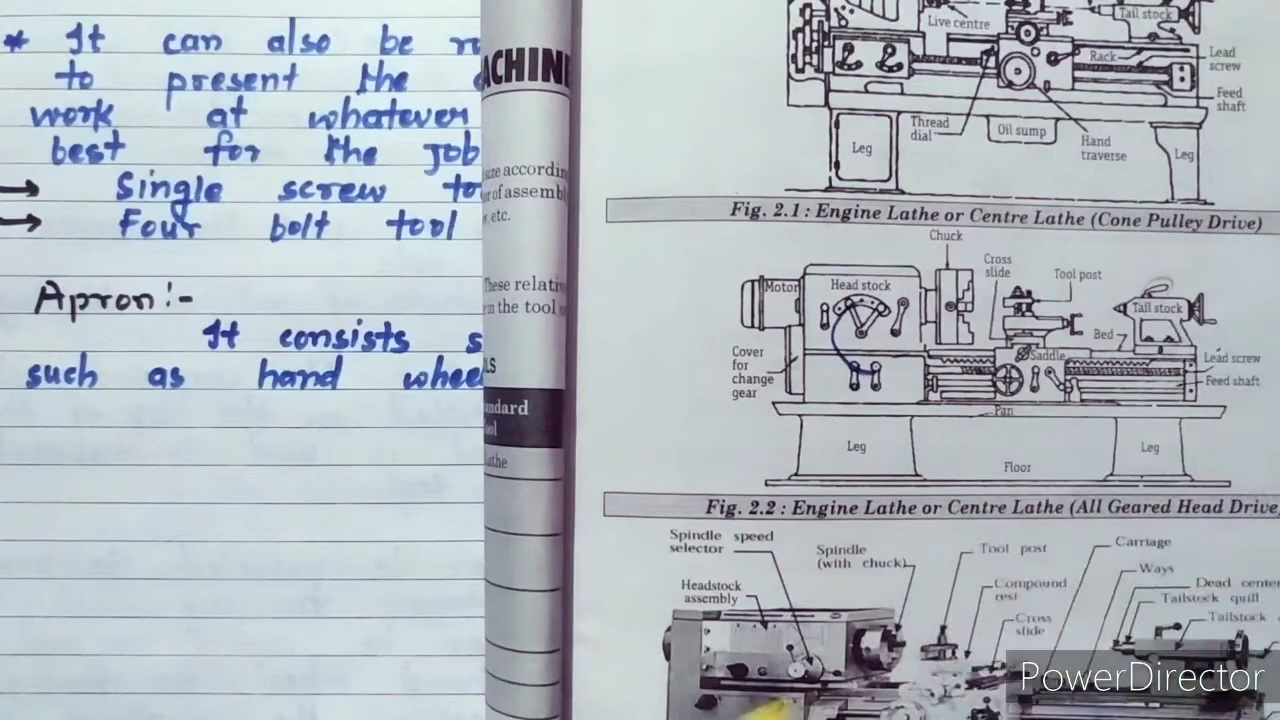 * It can also be
to present the
work at whatever
best for the job
→ Single screw
→ Four bolt tool
Apron:-
It consists
such as hand
ACHIN
size accordin
of assemb
etc.
These relati
in the tool
LS
andard
ool
Lathe
Live centre
Tail stock
Rack
Lead
screw
Feed
shaft
Thread
dial
Oil sump
Hand
traverse
Leg
Leg
Fig. 2.1 : Engine Lathe or Centre Lathe (Cone Pulley Drive)
Chuck
Cross
slide
Tool post
Motor
Head stock
Tail stock
Bed
Cover
for
change
gear
Saddle
Lead screw
Feed shaft
Pan
Leg
Leg
Floor
Fig. 2.2 : Engine Lathe or Centre Lathe (All Geared Head Drive
Spindle speed
selector
Spindle
(with chuck)
Tool post
Carriage
Ways
Headstock
assembly
Compound
rest
Dead center
Tailstock quill
Cross
slide
Tailstock
PowerDirector